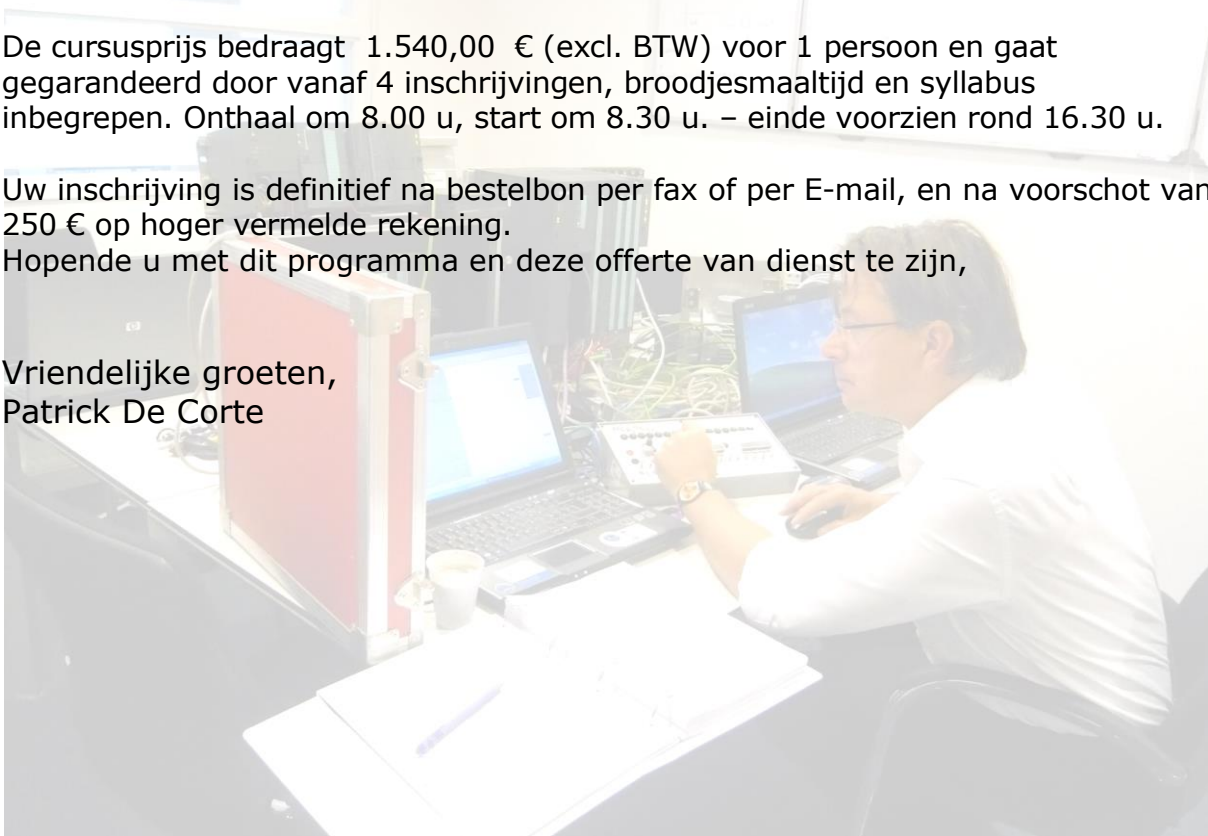 De cursusprijs bedraagt 1.540,00 € (excl. BTW) voor 1 persoon en gaat
gegarandeerd door vanaf 4 inschrijvingen, broodjesmaaltijd en syllabus
inbegrepen. Onthaal om 8.00 u, start om 8.30 u. – einde voorzien rond 16.30 u.
Uw inschrijving is definitief na bestelbon per fax of per E-mail, en na voorschot van
250 € op hoger vermelde rekening.
Hopende u met dit programma en deze offerte van dienst te zijn,
Vriendelijke groeten,
Patrick De Corte